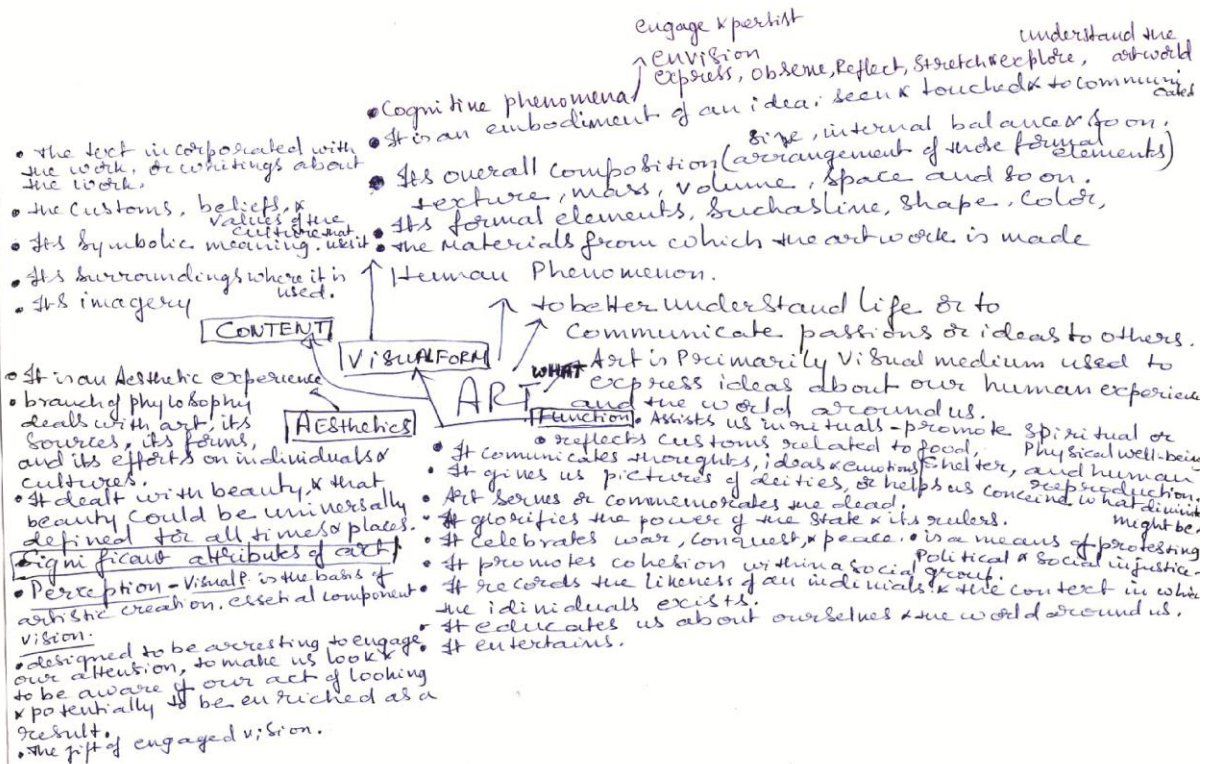 engage & persist
envision
express, Observe, Reflect, Stretch & explore, understand the artworld
• Cognitive phenomena
• It is an embodiment of an idea, seen & touched & to communicates
size, internal balance & so on.
• Its overall composition (arrangement of those formal elements)
texture, mass, volume, space and so on.
• Its formal elements, such as line, shape, color,
• the materials from which the artwork is made
Human Phenomenon.
• the text incorporated with
the work, or writings about
the work.
• the customs, beliefs, &
values of the
culture that
use it
• Its symbolic meaning.
• Its surroundings where it is
used.
• Its imagery
CONTENT
VISUAL FORM
AEsthetics
ART
WHAT
Function
to better understand life or to
communicate passions or ideas to others.
Art is Primarily visual medium used to
express ideas about our human experience
and the world around us.
• Assists us in rituals - promote spiritual or
Physical well-being
• reflects customs related to food,
shelter, and human
reproduction.
• It comunicates thoughts, ideas & emotions
• It gives us pictures of deities, or helps us conceive what divinite
might be.
• Art serves or commemorates the dead.
• It glorifies the power of the state & its rulers.
• It celebrates war, conquest, & peace.
• is a means of protesting
Political & Social injustice.
• It promotes cohesion within a social group.
• It records the likeness of an indiviuals & the context in which
the idividuals exists.
• It educates us about ourselves & the world around us.
• It entertains.
• It is an Aesthetic experience
• branch of phylosophy
deals with art, its
sources, its forms,
and its efforts on individuals &
cultures.
• It dealt with beauty, & that
beauty could be universally
defined for all times & places.
Significant attributes of art
• Perception - Visual P. is the basis of
artistic creation. essetial component
vision.
• designed to be arresting to engage
our attension, to make us look &
to be aware of our act of looking
& potentially to be enriched as a
result.
• the gift of engaged vision.